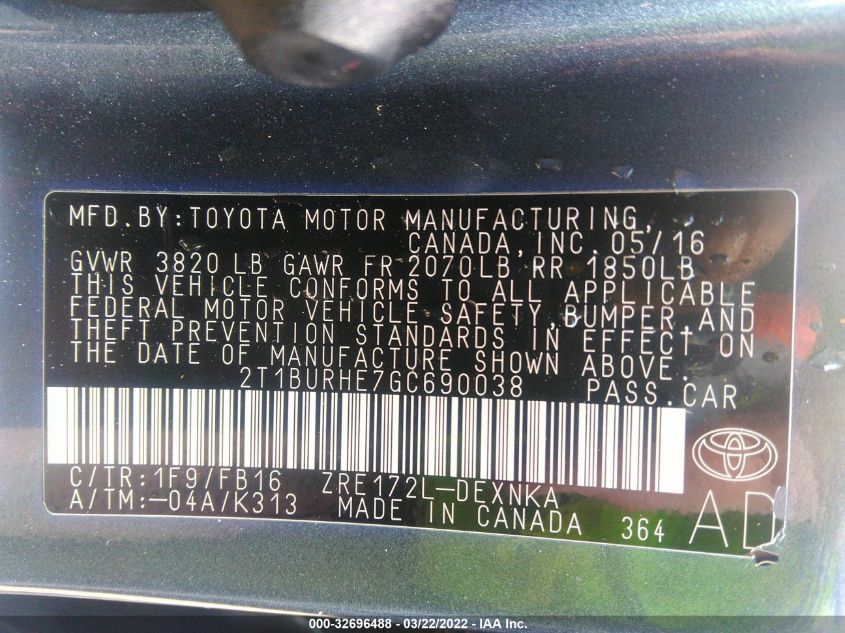 MFD.BY:TOYOTA MOTOR MANUFACTURING,
CANADA,INC.05/16
GVWR 3820 LB GAWR FR 2070LB RR 1850LB
THIS VEHICLE CONFORMS TO ALL APPLICABLE
FEDERAL MOTOR VEHICLE SAFETY,BUMPER,AND
THEFT PREVENTION STANDARDS IN EFFECT ON
THE DATE OF MANUFACTURE SHOWN ABOVE.
2T1BURHE7GC690038 PASS.CAR
C/TR:1F9/FB16 ZRE172L-DEXNKA
A/TM:-04A/K313 MADE IN CANADA 364 AD
000-32696488 - 03/22/2022 - IAA Inc.